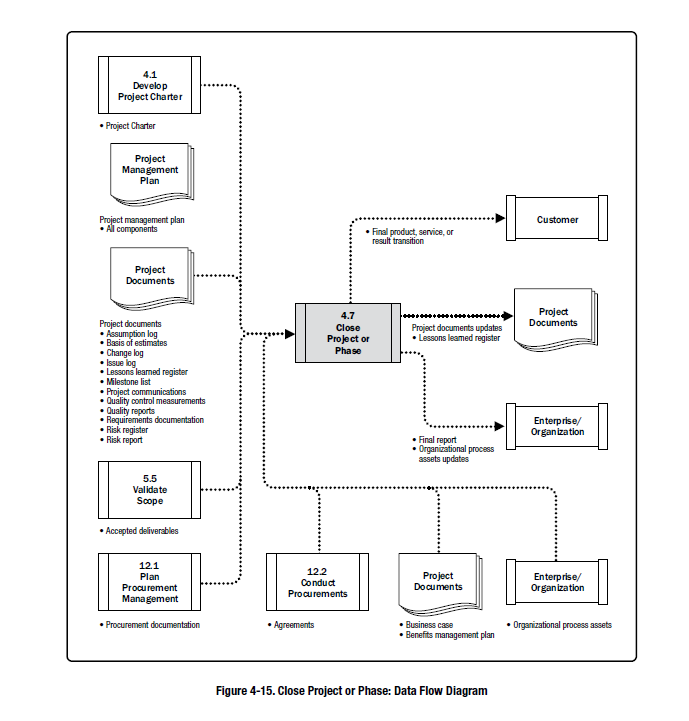 4.1
Develop
Project Charter
• Project Charter
Project
Management
Plan
Project management plan
• All components
Project
Documents
Project documents
• Assumption log
• Basis of estimates
• Change log
• Issue log
• Lessons learned register
• Milestone list
• Project communications
• Quality control measurements
• Quality reports
• Requirements documentation
• Risk register
• Risk report
5.5
Validate
Scope
• Accepted deliverables
12.1
Plan
Procurement
Management
• Procurement documentation
4.7
Close
Project or
Phase
• Final product, service, or
result transition
Customer
Project documents updates
• Lessons learned register
Project
Documents
• Final report
• Organizational process
assets updates
Enterprise/
Organization
12.2
Conduct
Procurements
• Agreements
Project
Documents
• Business case
• Benefits management plan
Enterprise/
Organization
• Organizational process assets
Figure 4-15. Close Project or Phase: Data Flow Diagram